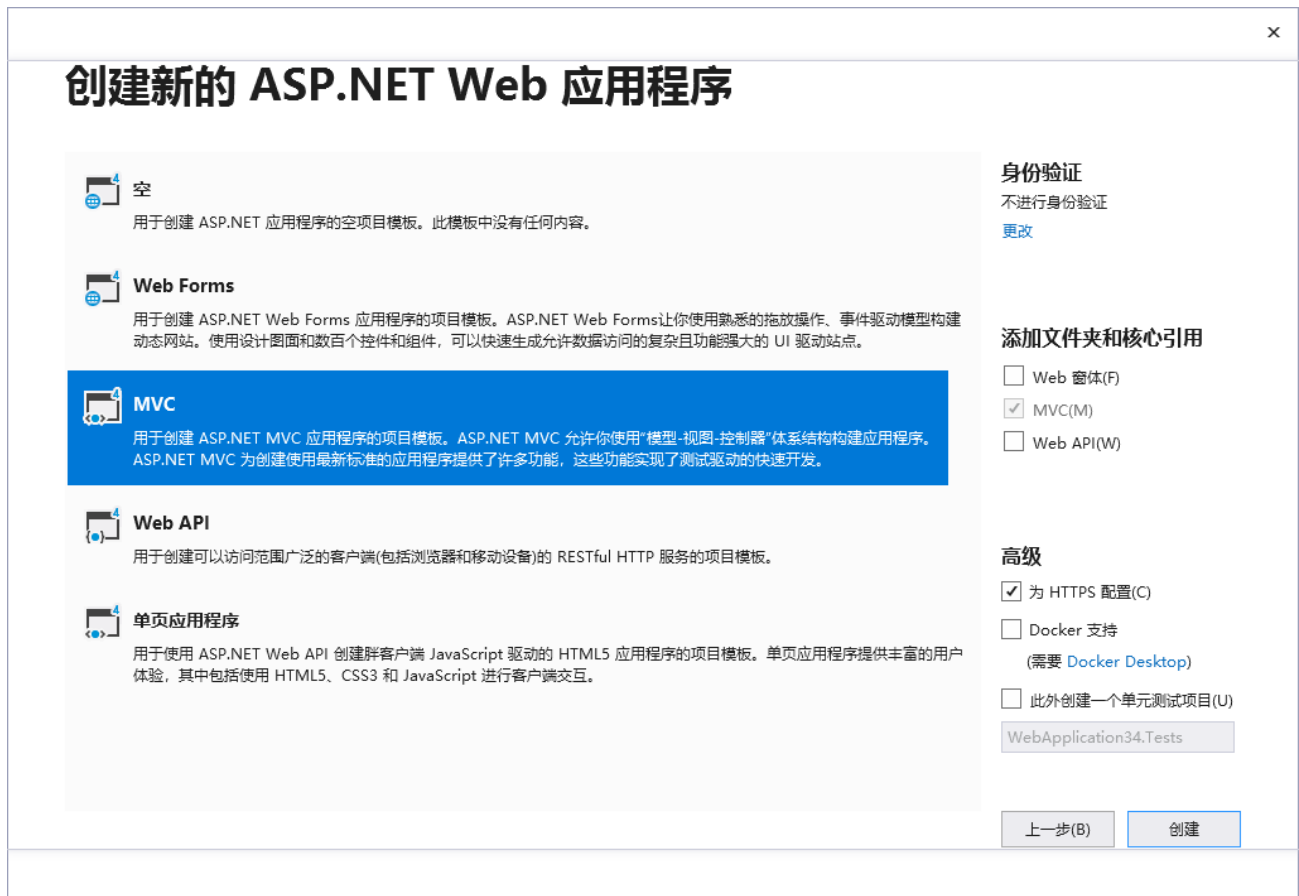 创建新的 ASP.NET Web 应用程序
空
用于创建 ASP.NET 应用程序的空项目模板。此模板中没有任何内容。
Web Forms
用于创建 ASP.NET Web Forms 应用程序的项目模板。ASP.NET Web Forms让你使用熟悉的拖放操作、事件驱动模型构建
动态网站。使用设计图面和数百个控件和组件，可以快速生成允许数据访问的复杂且功能强大的 UI 驱动站点。
MVC
用于创建 ASP.NET MVC 应用程序的项目模板。ASP.NET MVC 允许你使用“模型-视图-控制器”体系结构构建应用程序。
ASP.NET MVC 为创建使用最新标准的应用程序提供了许多功能，这些功能实现了测试驱动的快速开发。
Web API
用于创建可以访问范围广泛的客户端(包括浏览器和移动设备)的 RESTful HTTP 服务的项目模板。
单页应用程序
用于使用 ASP.NET Web API 创建胖客户端 JavaScript 驱动的 HTML5 应用程序的项目模板。单页应用程序提供丰富的用户
体验，其中包括使用 HTML5、CSS3 和 JavaScript 进行客户端交互。
身份验证
不进行身份验证
更改
添加文件夹和核心引用
Web 窗体(F)
MVC(M)
Web API(W)
高级
为 HTTPS 配置(C)
Docker 支持
(需要 Docker Desktop)
此外创建一个单元测试项目(U)
WebApplication34.Tests
上一步(B)
创建